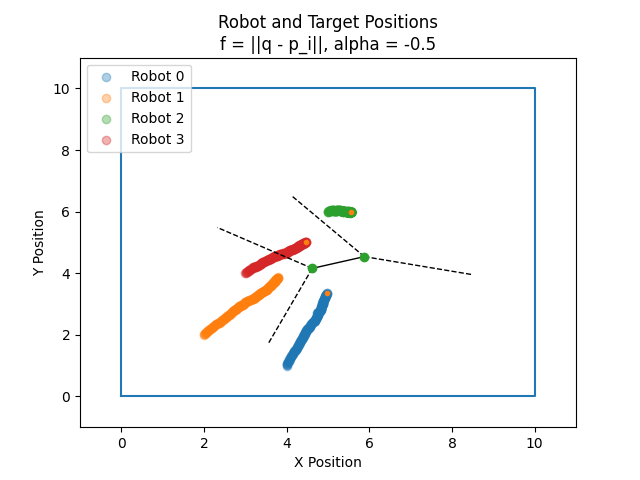 Robot and Target Positions
f = ||q - p_i||, alpha = -0.5
Robot 0
Robot 1
Robot 2
Robot 3
10
8
6
4
2
0
Y Position
0 2 4 6 8 10
X Position